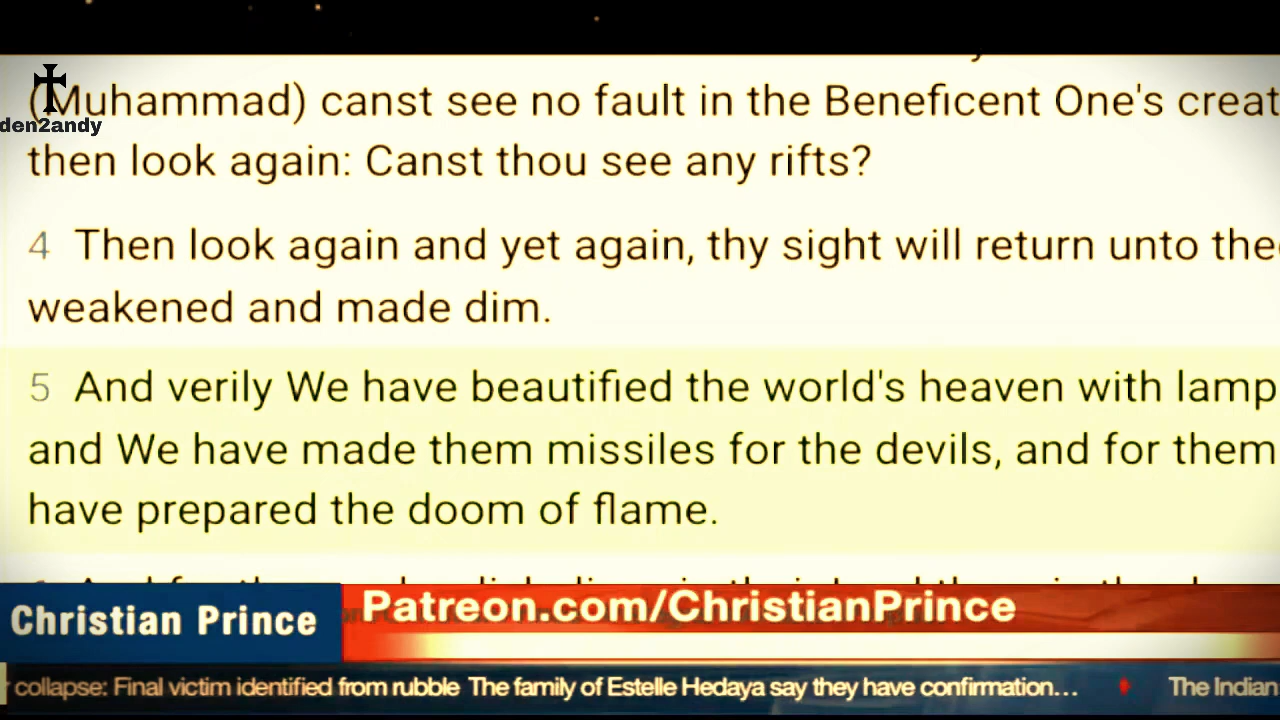 (Muhammad) canst see no fault in the Beneficent One's creat
den2andy
then look again: Canst thou see any rifts?
4 Then look again and yet again, thy sight will return unto thee
weakened and made dim.
5 And verily We have beautified the world's heaven with lamp
and We have made them missiles for the devils, and for them
have prepared the doom of flame.
Patreon.com/ChristianPrince
Christian Prince
collapse: Final victim identified from rubble The family of Estelle Hedaya say they have confirmation... The Indian